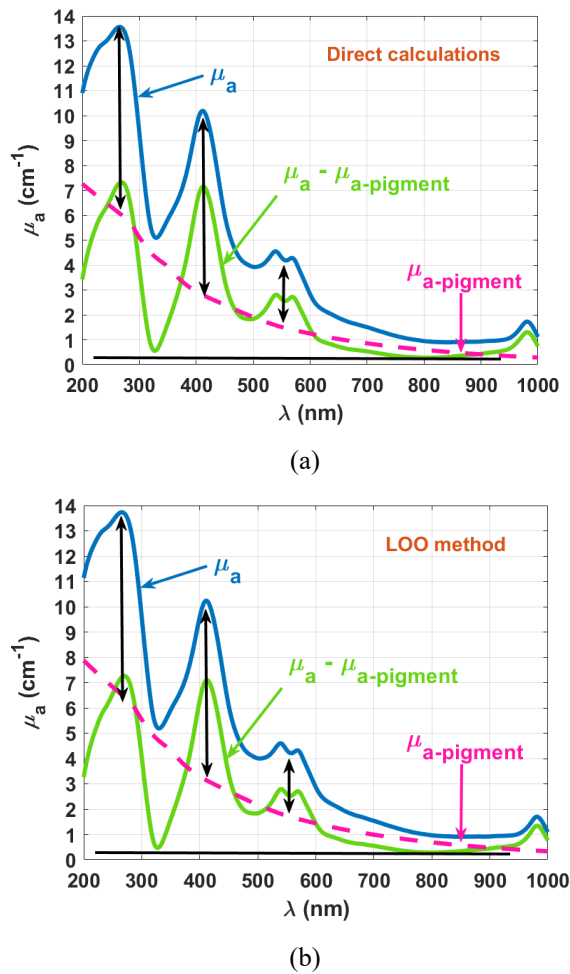 14
13
12
11
10
9
8
7
6
5
4
3
2
1
0
μa (cm-1)
Direct calculations
μa
μa - μa-pigment
μa-pigment
200 300 400 500 600 700 800 900 1000
λ (nm)
(a)
14
13
12
11
10
9
8
7
6
5
4
3
2
1
0
μa (cm-1)
LOO method
μa
μa - μa-pigment
μa-pigment
200 300 400 500 600 700 800 900 1000
λ (nm)
(b)